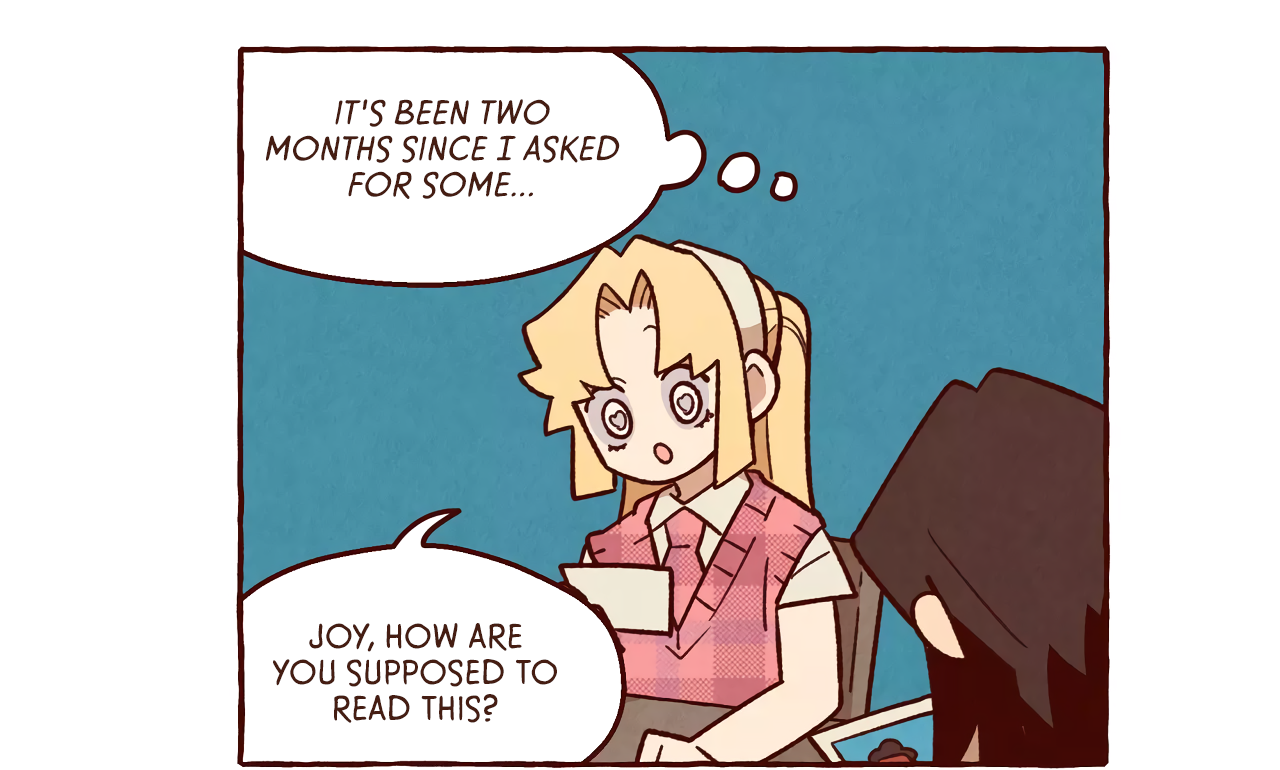 IT'S BEEN TWO
MONTHS SINCE I ASKED
FOR SOME...
JOY, HOW ARE
YOU SUPPOSED TO
READ THIS?